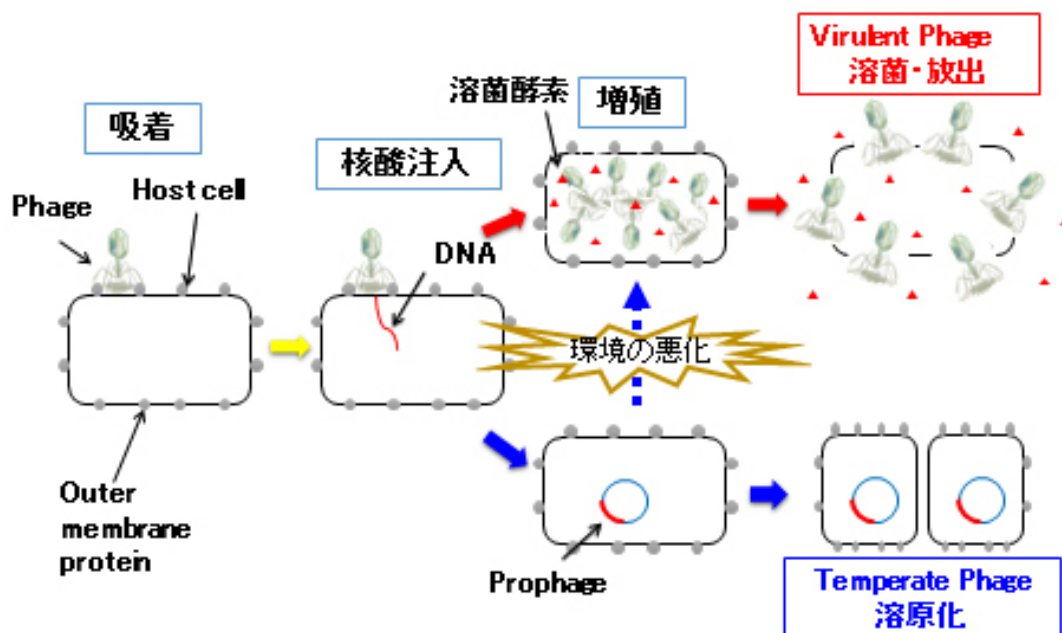 Virulent Phage
溶菌・放出
溶菌酵素
増殖
吸着
核酸注入
Host cell
Phage
DNA
環境の悪化
Outer
membrane
protein
Prophage
Temperate Phage
溶原化